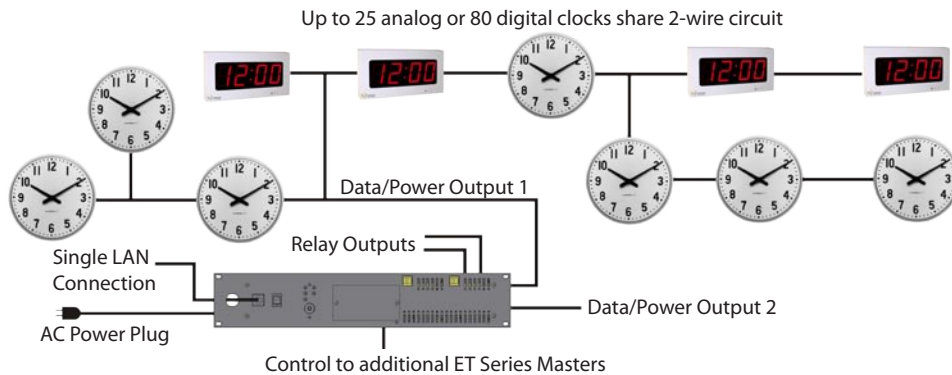 Up to 25 analog or 80 digital clocks share 2-wire circuit
12:00
12:00
12:00
12:00
Data/Power Output 1
Relay Outputs
Single LAN
Connection
Data/Power Output 2
AC Power Plug
Control to additional ET Series Masters